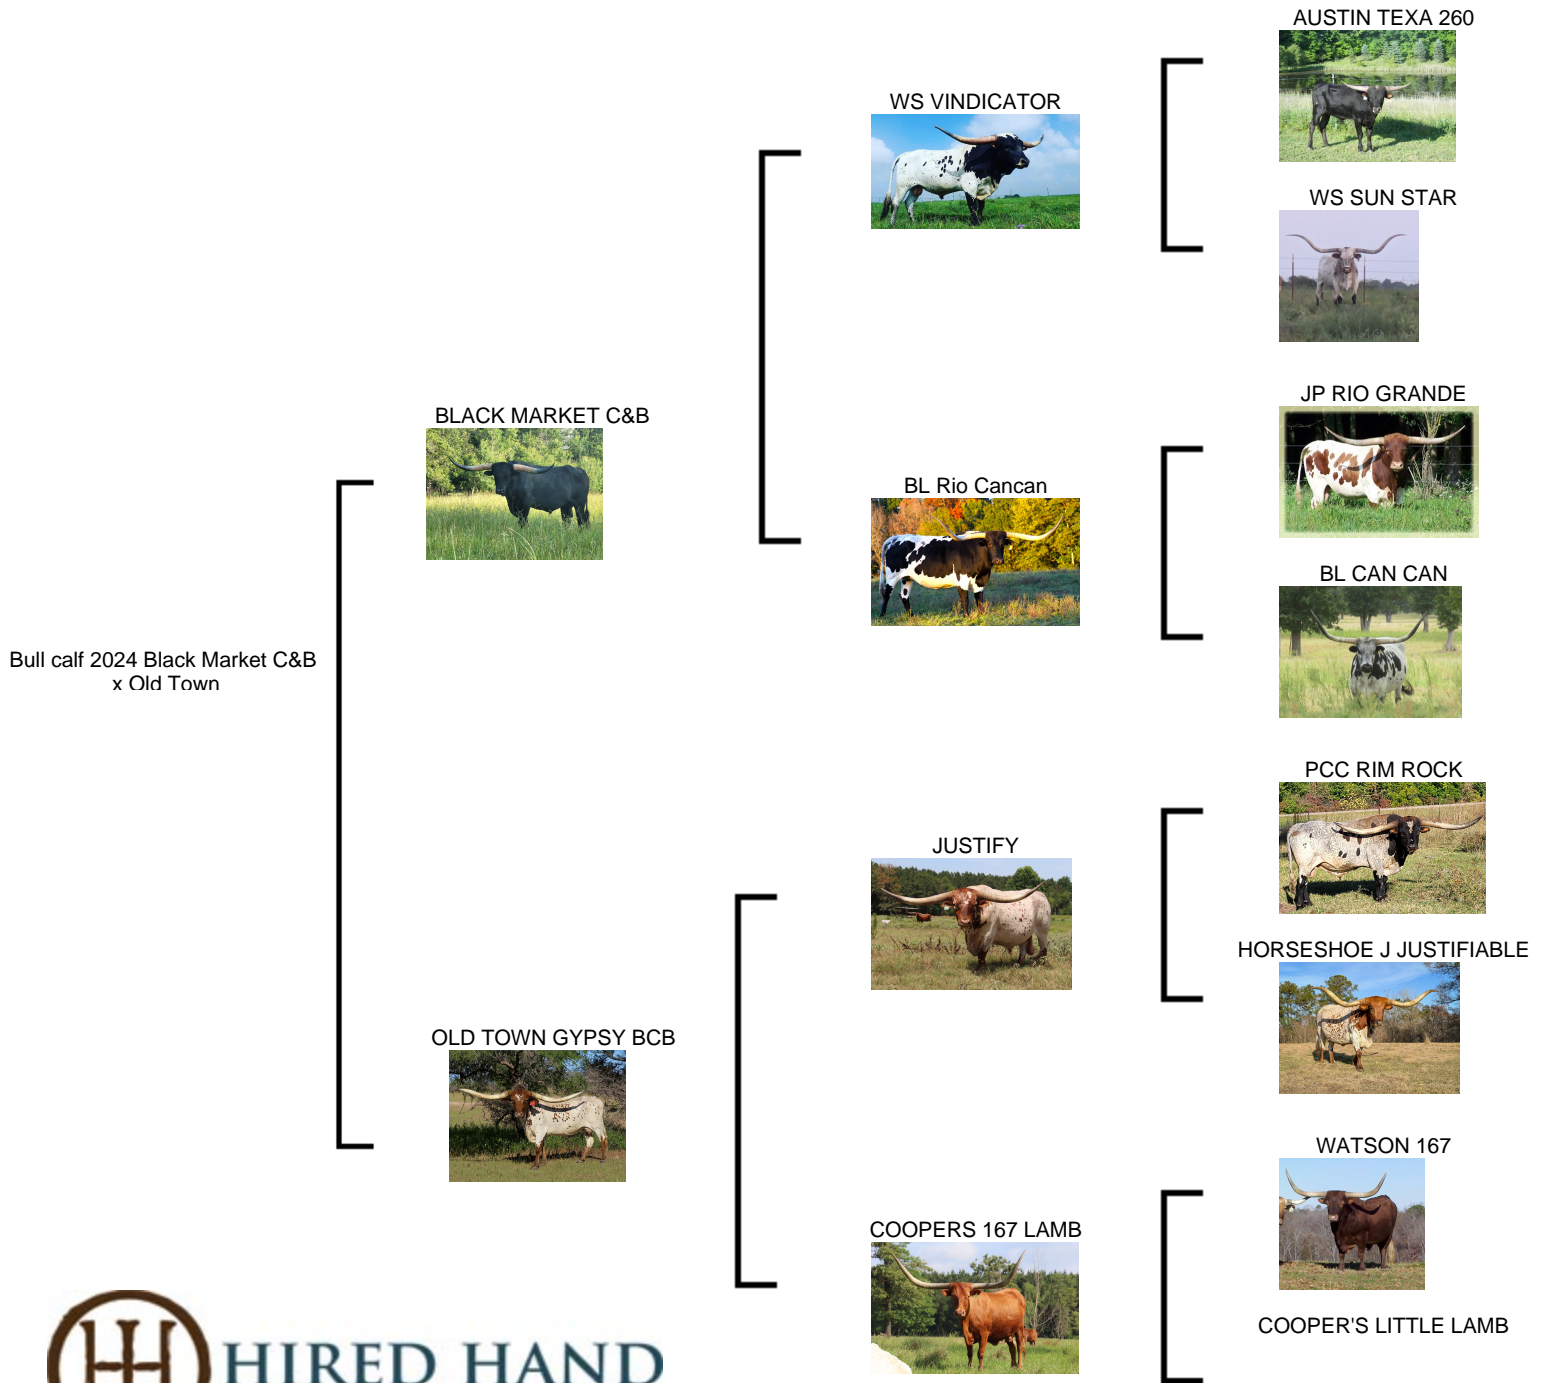 AUSTIN TEXA 260
WS VINDICATOR
WS SUN STAR
JP RIO GRANDE
BLACK MARKET C&B
BL Rio Cancan
BL CAN CAN
Bull calf 2024 Black Market C&B
x Old Town
PCC RIM ROCK
JUSTIFY
HORSESHOE J JUSTIFIABLE
OLD TOWN GYPSY BCB
WATSON 167
COOPERS 167 LAMB
COOPER'S LITTLE LAMB
HIRED HAND